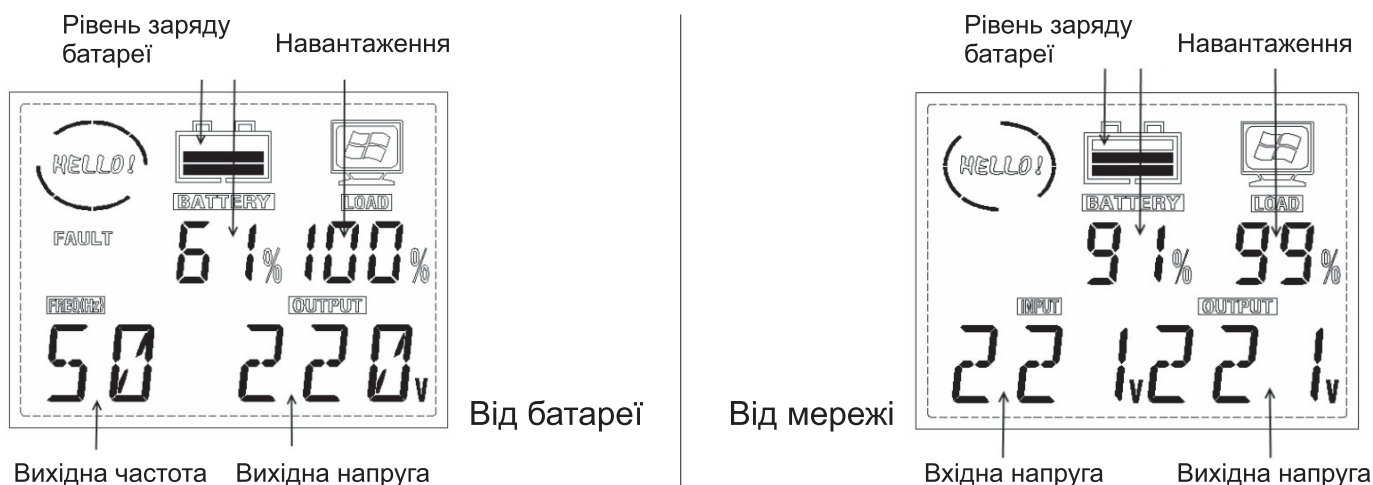 Рівень заряду
батареї
Навантаження
HELLO!
BATTERY
LOAD
FAULT
61%
100%
FREQ(Hz)
OUTPUT
50
220v
Від батареї
Вихідна частота
Вихідна напруга
Рівень заряду
батареї
Навантаження
HELLO!
BATTERY
LOAD
91%
99%
INPUT
OUTPUT
221v
221v
Від мережі
Вхідна напруга
Вихідна напруга